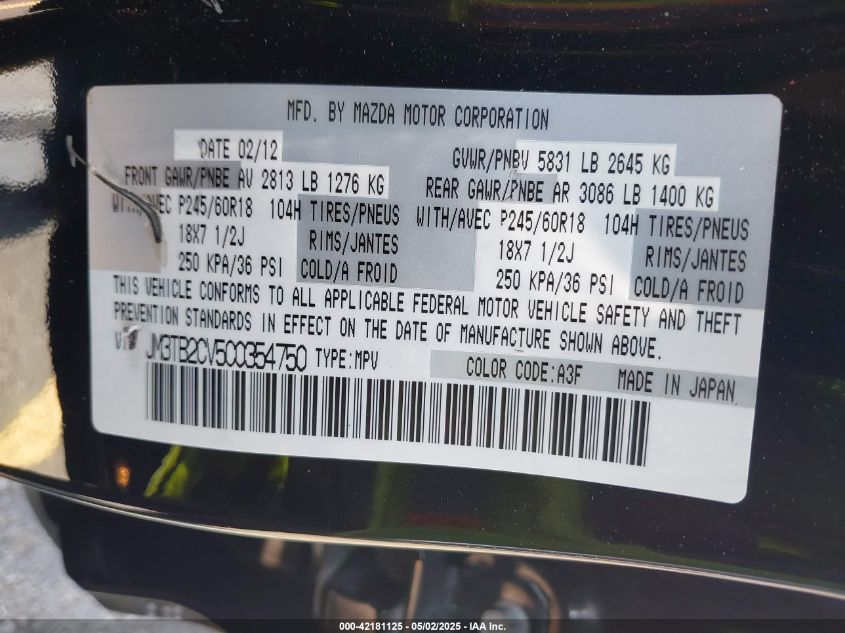 MFD. BY MAZDA MOTOR CORPORATION
DATE 02/12 GVWR/PNBV 5831 LB 2645 KG
FRONT GAWR/PNBE AV 2813 LB 1276 KG REAR GAWR/PNBE AR 3086 LB 1400 KG
WITH/AVEC P245/60R18 104H TIRES/PNEUS WITH/AVEC P245/60R18 104H TIRES/PNEUS
18X7 1/2J RIMS/JANTES 18X7 1/2J RIMS/JANTES
250 KPA/36 PSI COLD/A FROID 250 KPA/36 PSI COLD/A FROID
THIS VEHICLE CONFORMS TO ALL APPLICABLE FEDERAL MOTOR VEHICLE SAFETY AND THEFT
PREVENTION STANDARDS IN EFFECT ON THE DATE OF MANUFACTURE SHOWN ABOVE.
JM3TB2CV5C0354750 TYPE:MPV COLOR CODE:A3F MADE IN JAPAN
000-42181125 - 05/02/2025 - IAA Inc.